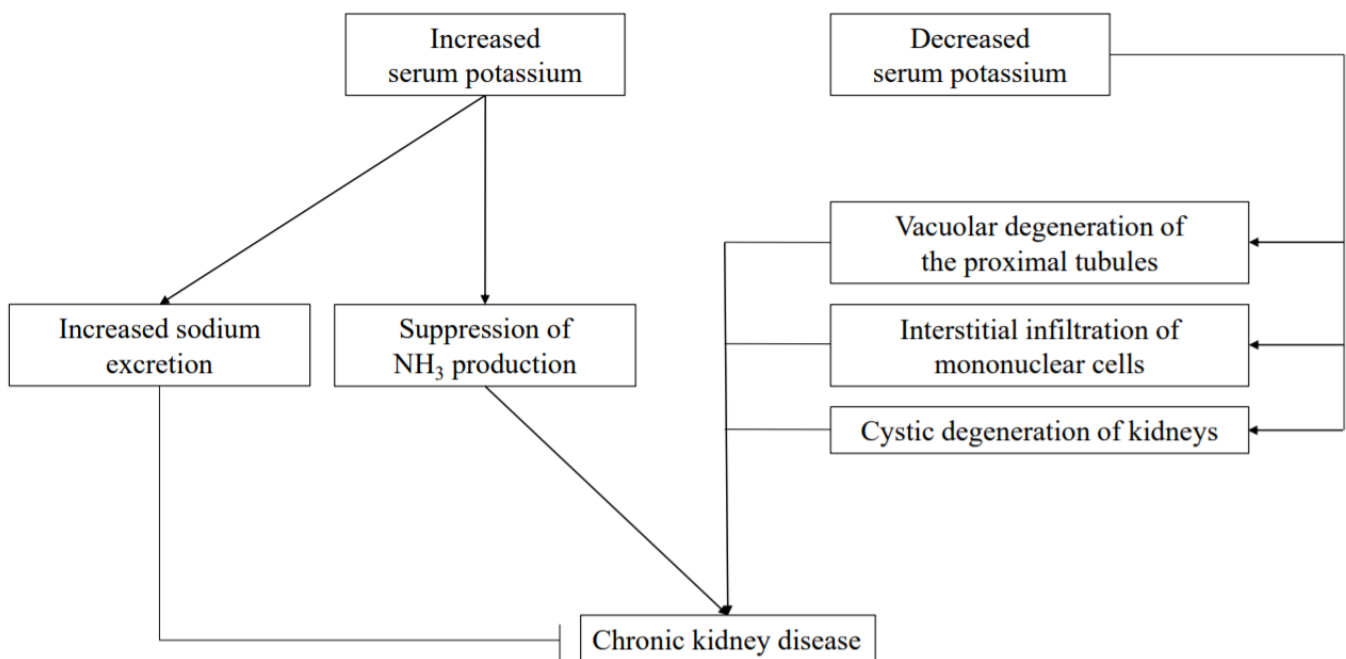 Increased
serum potassium
Decreased
serum potassium
Vacuolar degeneration of
the proximal tubules
Increased sodium
excretion
Suppression of
NH₃ production
Interstitial infiltration of
mononuclear cells
Cystic degeneration of kidneys
Chronic kidney disease